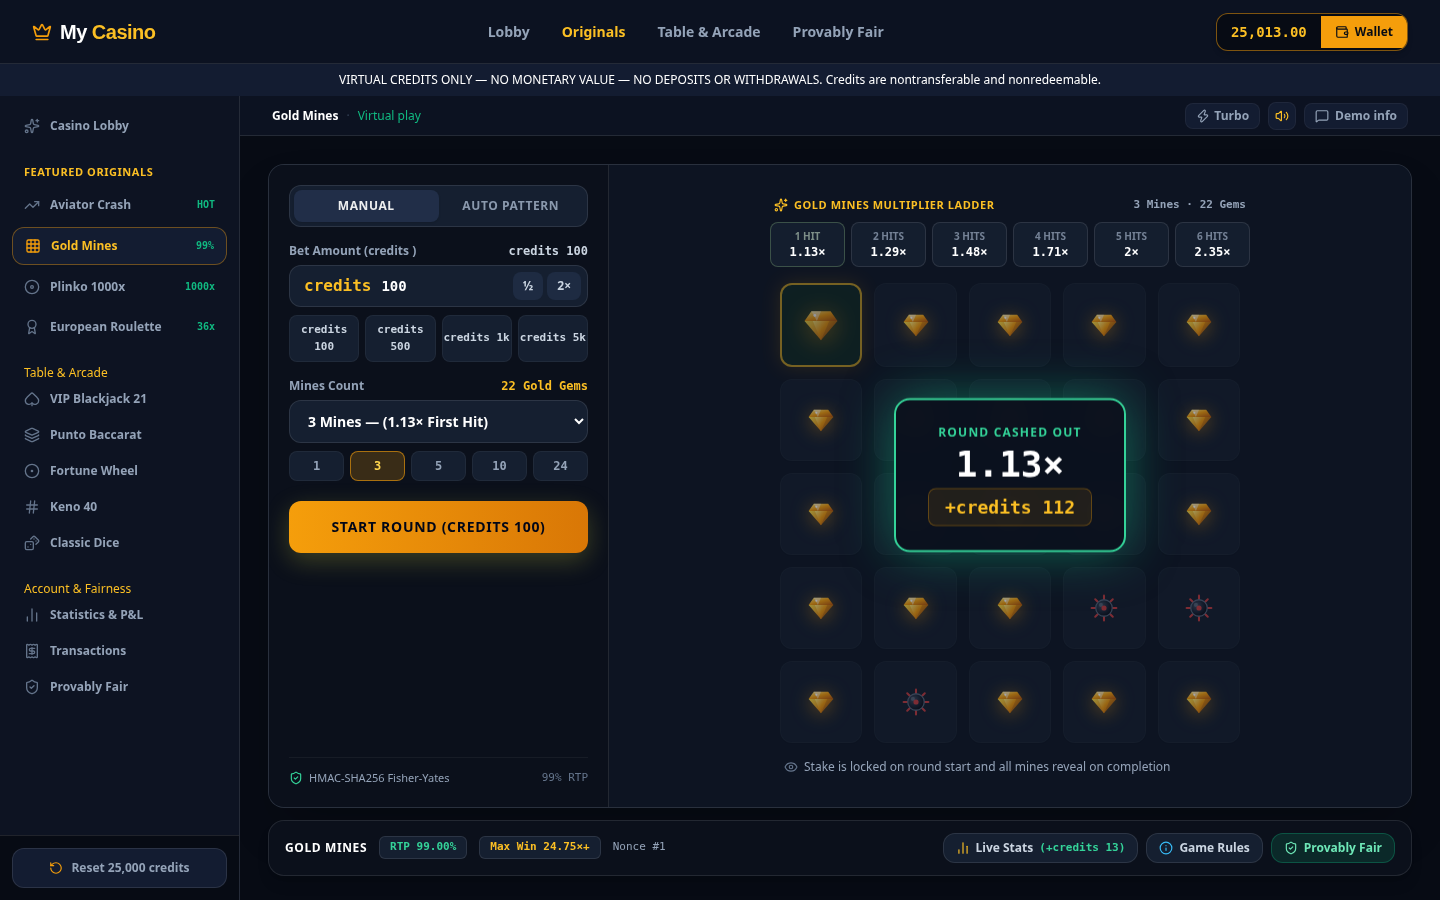 My Casino
Lobby
Originals
Table & Arcade
Provably Fair
25,013.00
Wallet
VIRTUAL CREDITS ONLY — NO MONETARY VALUE — NO DEPOSITS OR WITHDRAWALS. Credits are nontransferable and nonredeemable.
Casino Lobby
FEATURED ORIGINALS
Aviator Crash HOT
Gold Mines 99%
Plinko 1000x 1000x
European Roulette 36x
Table & Arcade
VIP Blackjack 21
Punto Baccarat
Fortune Wheel
Keno 40
Classic Dice
Account & Fairness
Statistics & P&L
Transactions
Provably Fair
Reset 25,000 credits
Gold Mines · Virtual play
Turbo
Demo info
MANUAL
AUTO PATTERN
Bet Amount (credits ) credits 100
credits 100
½
2×
credits
100
credits
500
credits 1k
credits 5k
Mines Count 22 Gold Gems
3 Mines — (1.13× First Hit)
1
3
5
10
24
START ROUND (CREDITS 100)
HMAC-SHA256 Fisher-Yates 99% RTP
GOLD MINES MULTIPLIER LADDER 3 Mines · 22 Gems
1 HIT
1.13×
2 HITS
1.29×
3 HITS
1.48×
4 HITS
1.71×
5 HITS
2×
6 HITS
2.35×
ROUND CASHED OUT
1.13×
+credits 112
Stake is locked on round start and all mines reveal on completion
GOLD MINES
RTP 99.00%
Max Win 24.75×+
Nonce #1
Live Stats (+credits 13)
Game Rules
Provably Fair